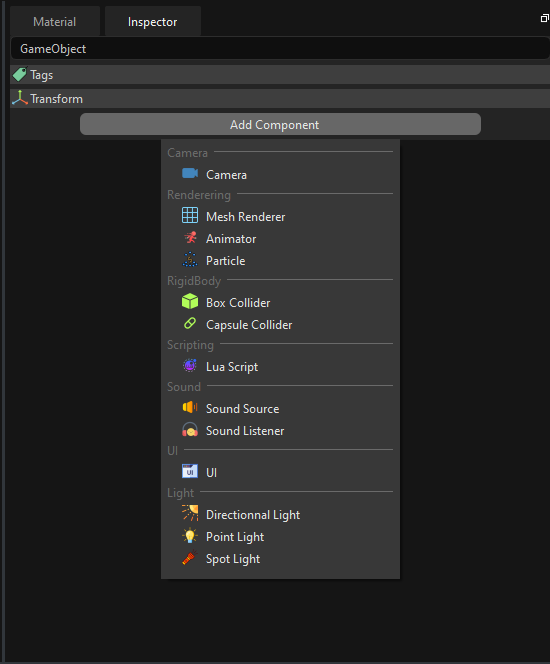 Material Inspector
GameObject
Tags
Transform
Add Component
Camera
Camera
Renderering
Mesh Renderer
Animator
Particle
RigidBody
Box Collider
Capsule Collider
Scripting
Lua Script
Sound
Sound Source
Sound Listener
UI
UI UI
Light
Directionnal Light
Point Light
Spot Light